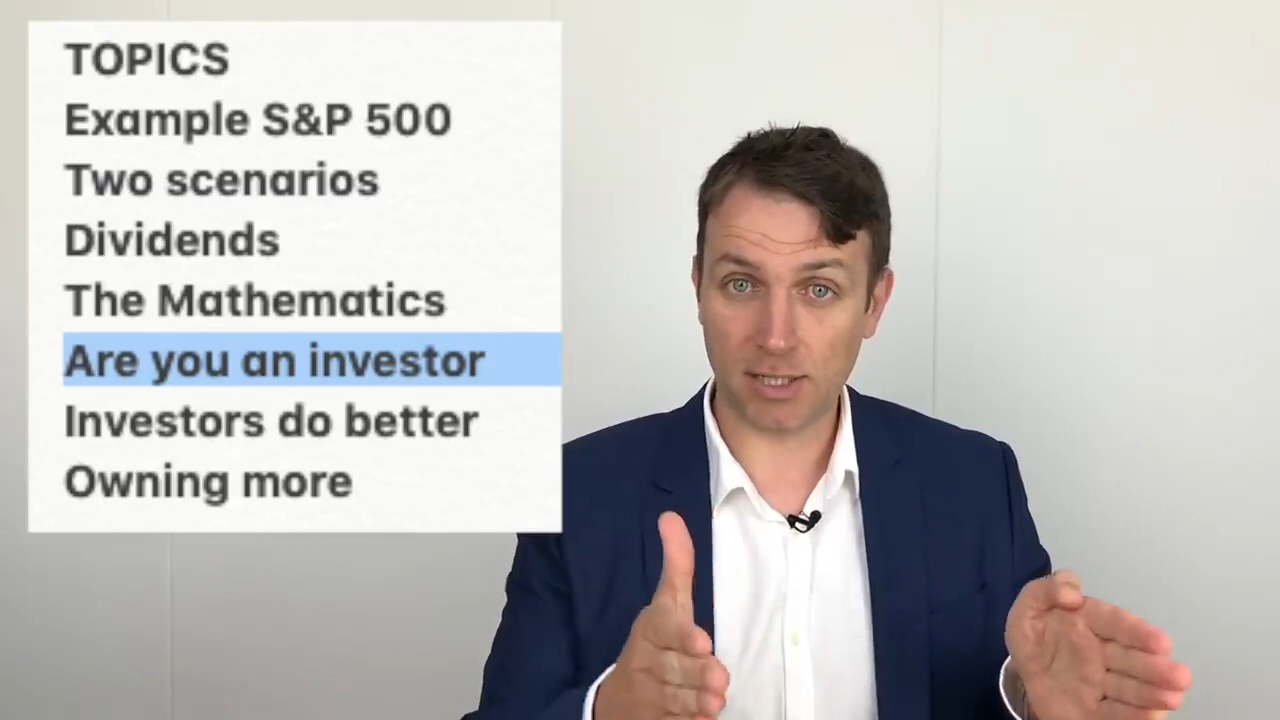 TOPICS
Example S&P 500
Two scenarios
Dividends
The Mathematics
Are you an investor
Investors do better
Owning more